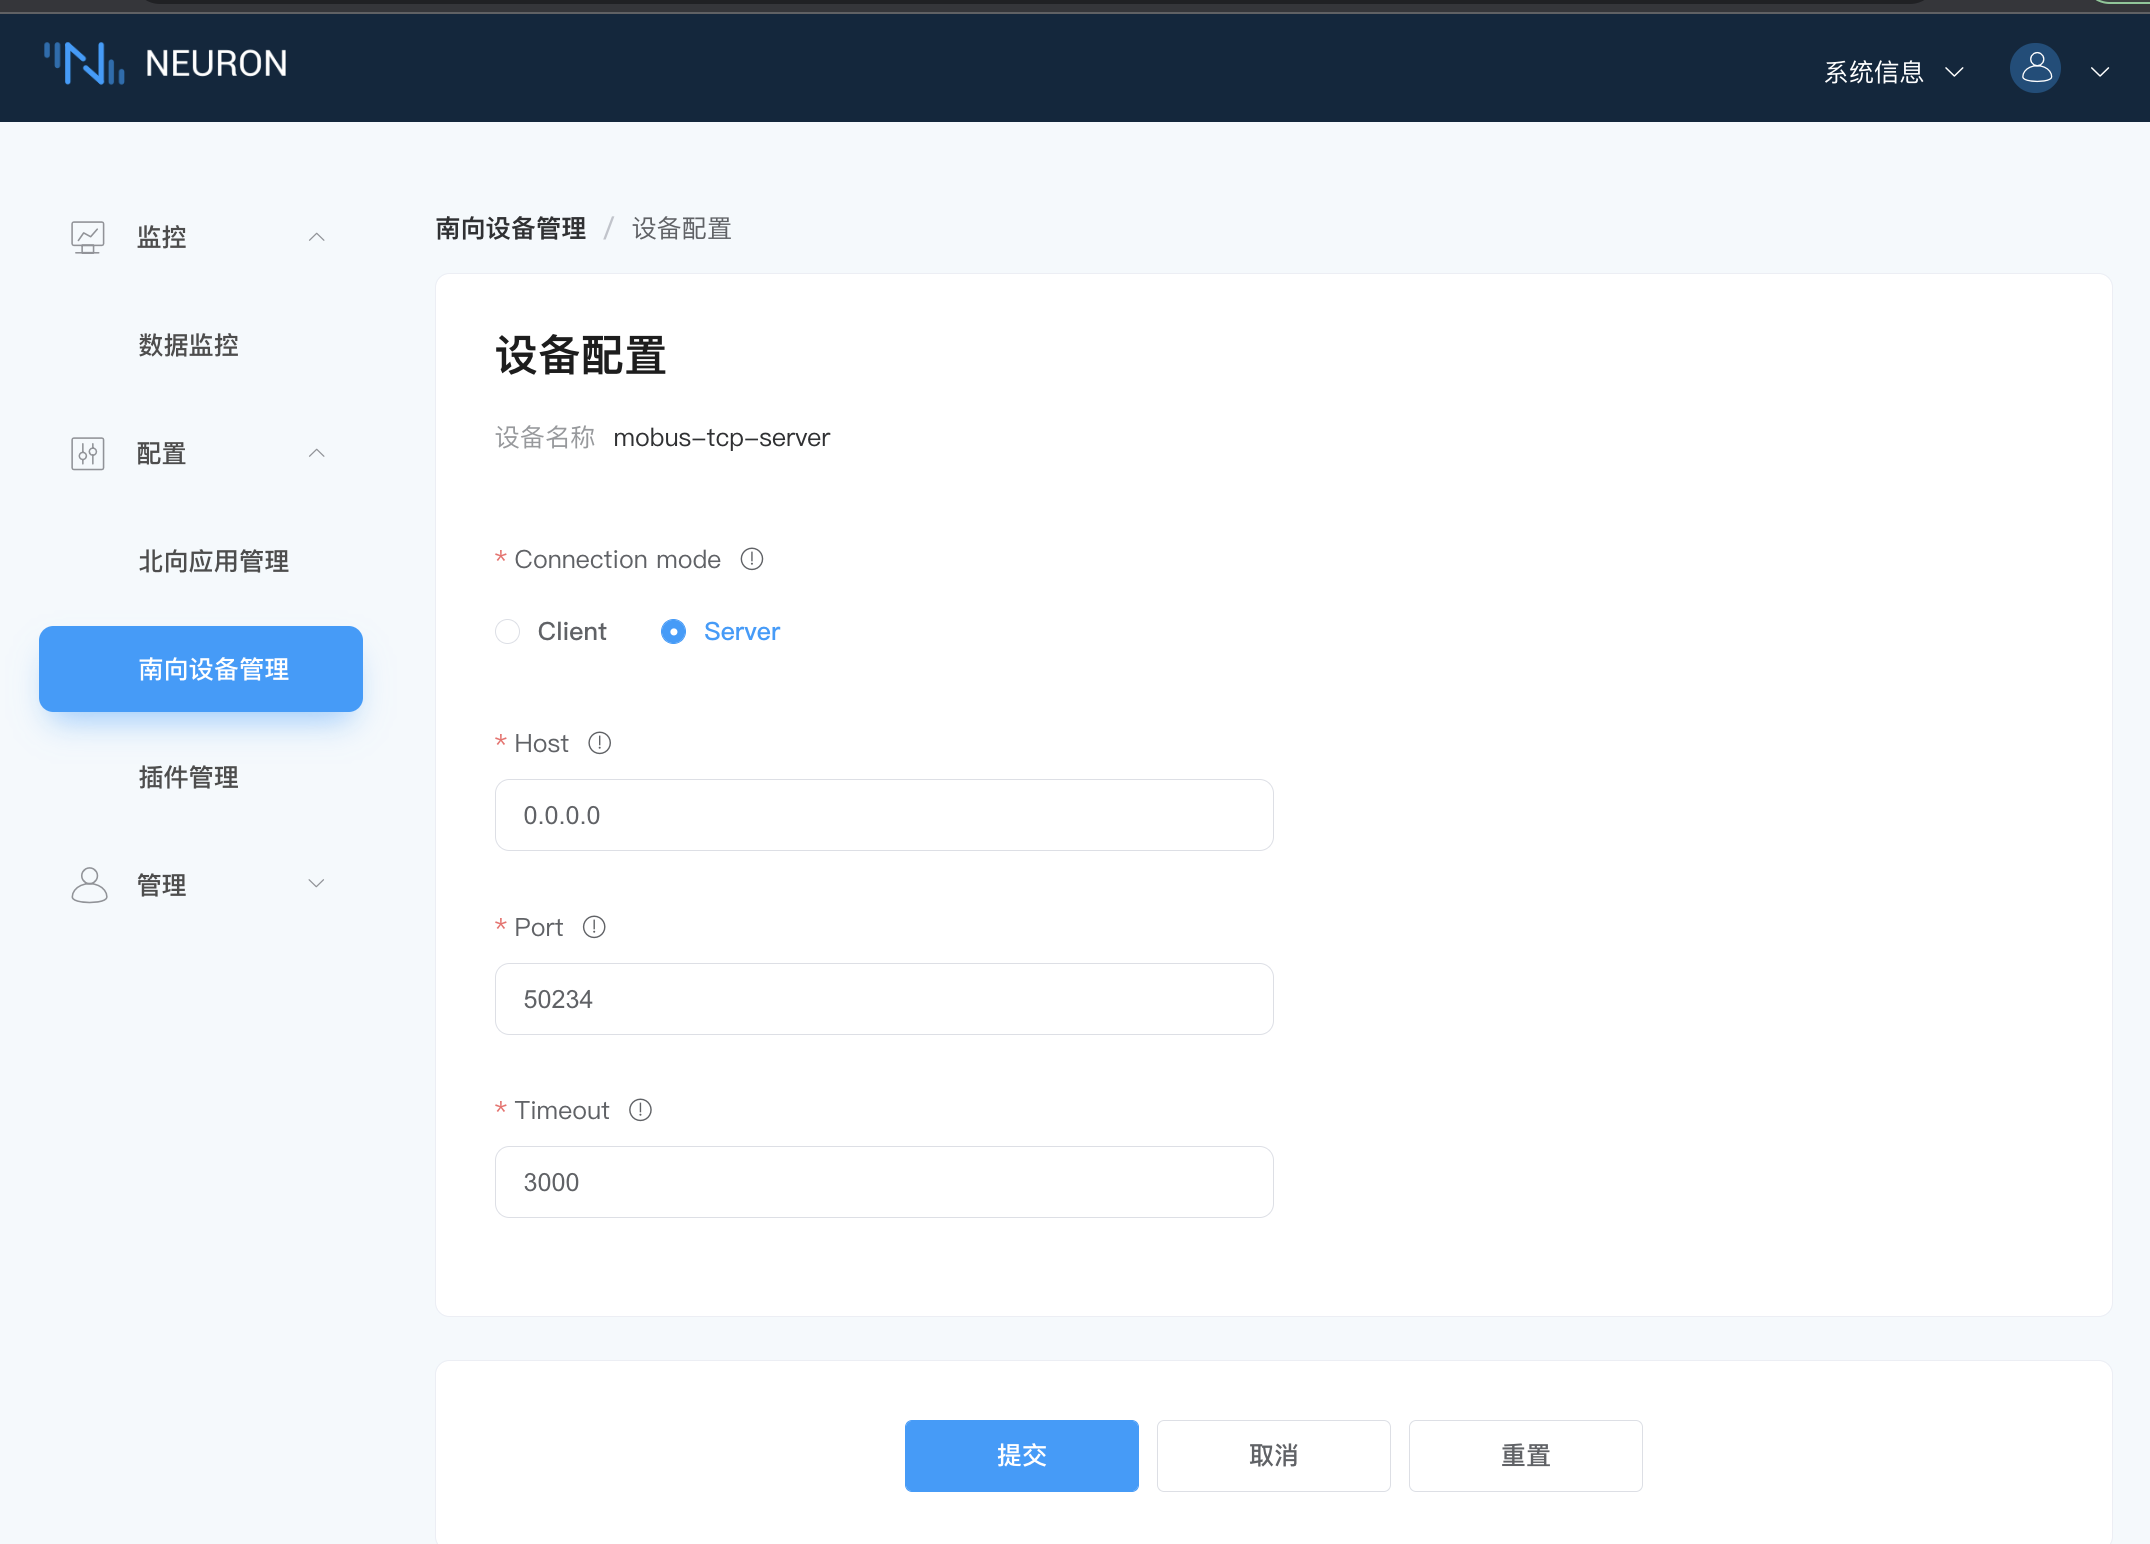 NEURON
系统信息
监控
数据监控
配置
北向应用管理
南向设备管理
插件管理
管理
南向设备管理 / 设备配置
设备配置
设备名称 mobus-tcp-server
* Connection mode
Client Server
* Host
0.0.0.0
* Port
50234
* Timeout
3000
提交 取消 重置